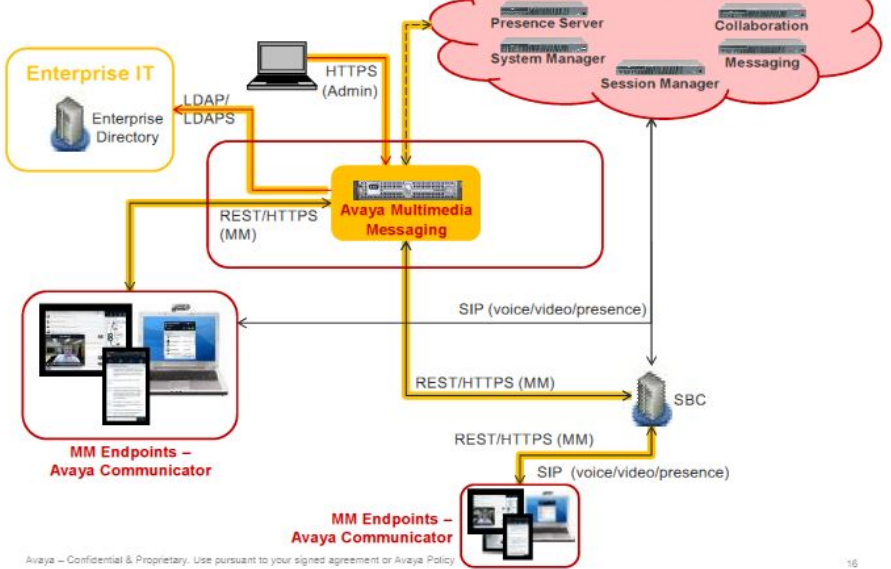 Presence Server
Collaboration
System Manager
Messaging
Session Manager
HTTPS
(Admin)
Enterprise IT
LDAP/
LDAPS
Enterprise
Directory
REST/HTTPS
(MM)
Avaya Multimedia
Messaging
SIP (voice/video/presence)
REST/HTTPS (MM)
SBC
REST/HTTPS (MM)
SIP (voice/video/presence)
MM Endpoints –
Avaya Communicator
MM Endpoints –
Avaya Communicator
Avaya – Confidential & Proprietary. Use pursuant to your signed agreement or Avaya Policy
16